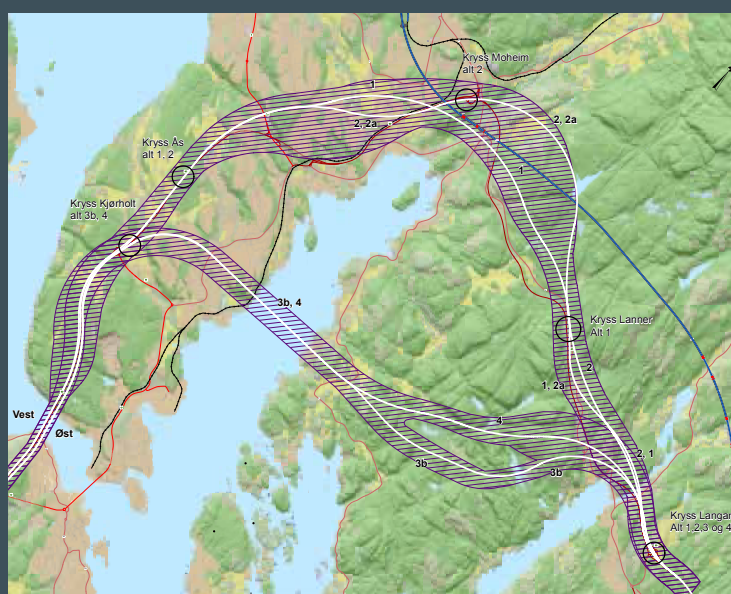 Kryss Moheim
alt 2
1
2, 2a
2, 2a
Kryss Ås
alt 1, 2
1
Kryss Kjørholt
alt 3b, 4
3b, 4
Kryss Lanner
Alt 1
2
1, 2a
Vest
Øst
4
3b
3b
2, 1
Kryss Langan
Alt 1,2,3 og 4